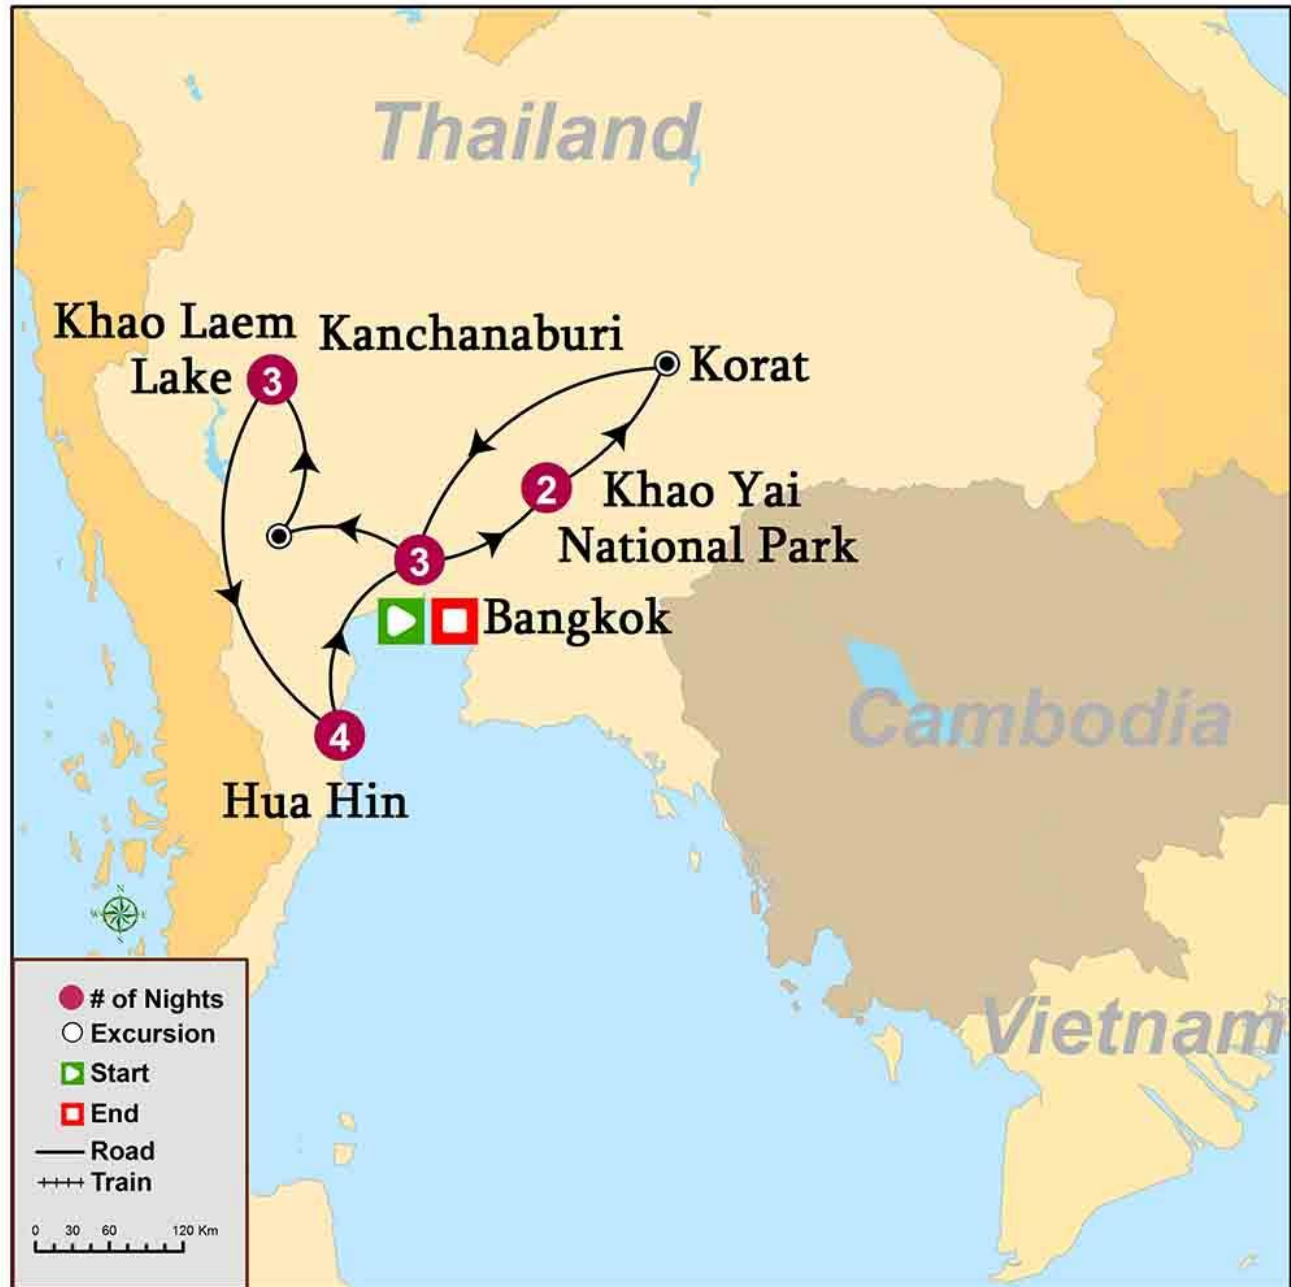 Thailand
Khao Laem
Lake
3
Kanchanaburi
Korat
2
Khao Yai
National Park
3
Bangkok
4
Hua Hin
Cambodia
Vietnam
N
W
E
S
# of Nights
Excursion
Start
End
Road
Train
0 30 60 120 Km